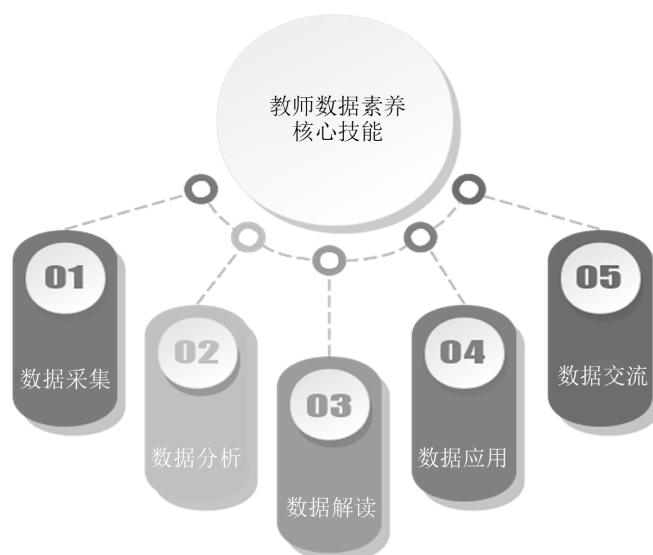 教师数据素养
核心技能
01
数据采集
02
数据分析
03
数据解读
04
数据应用
05
数据交流